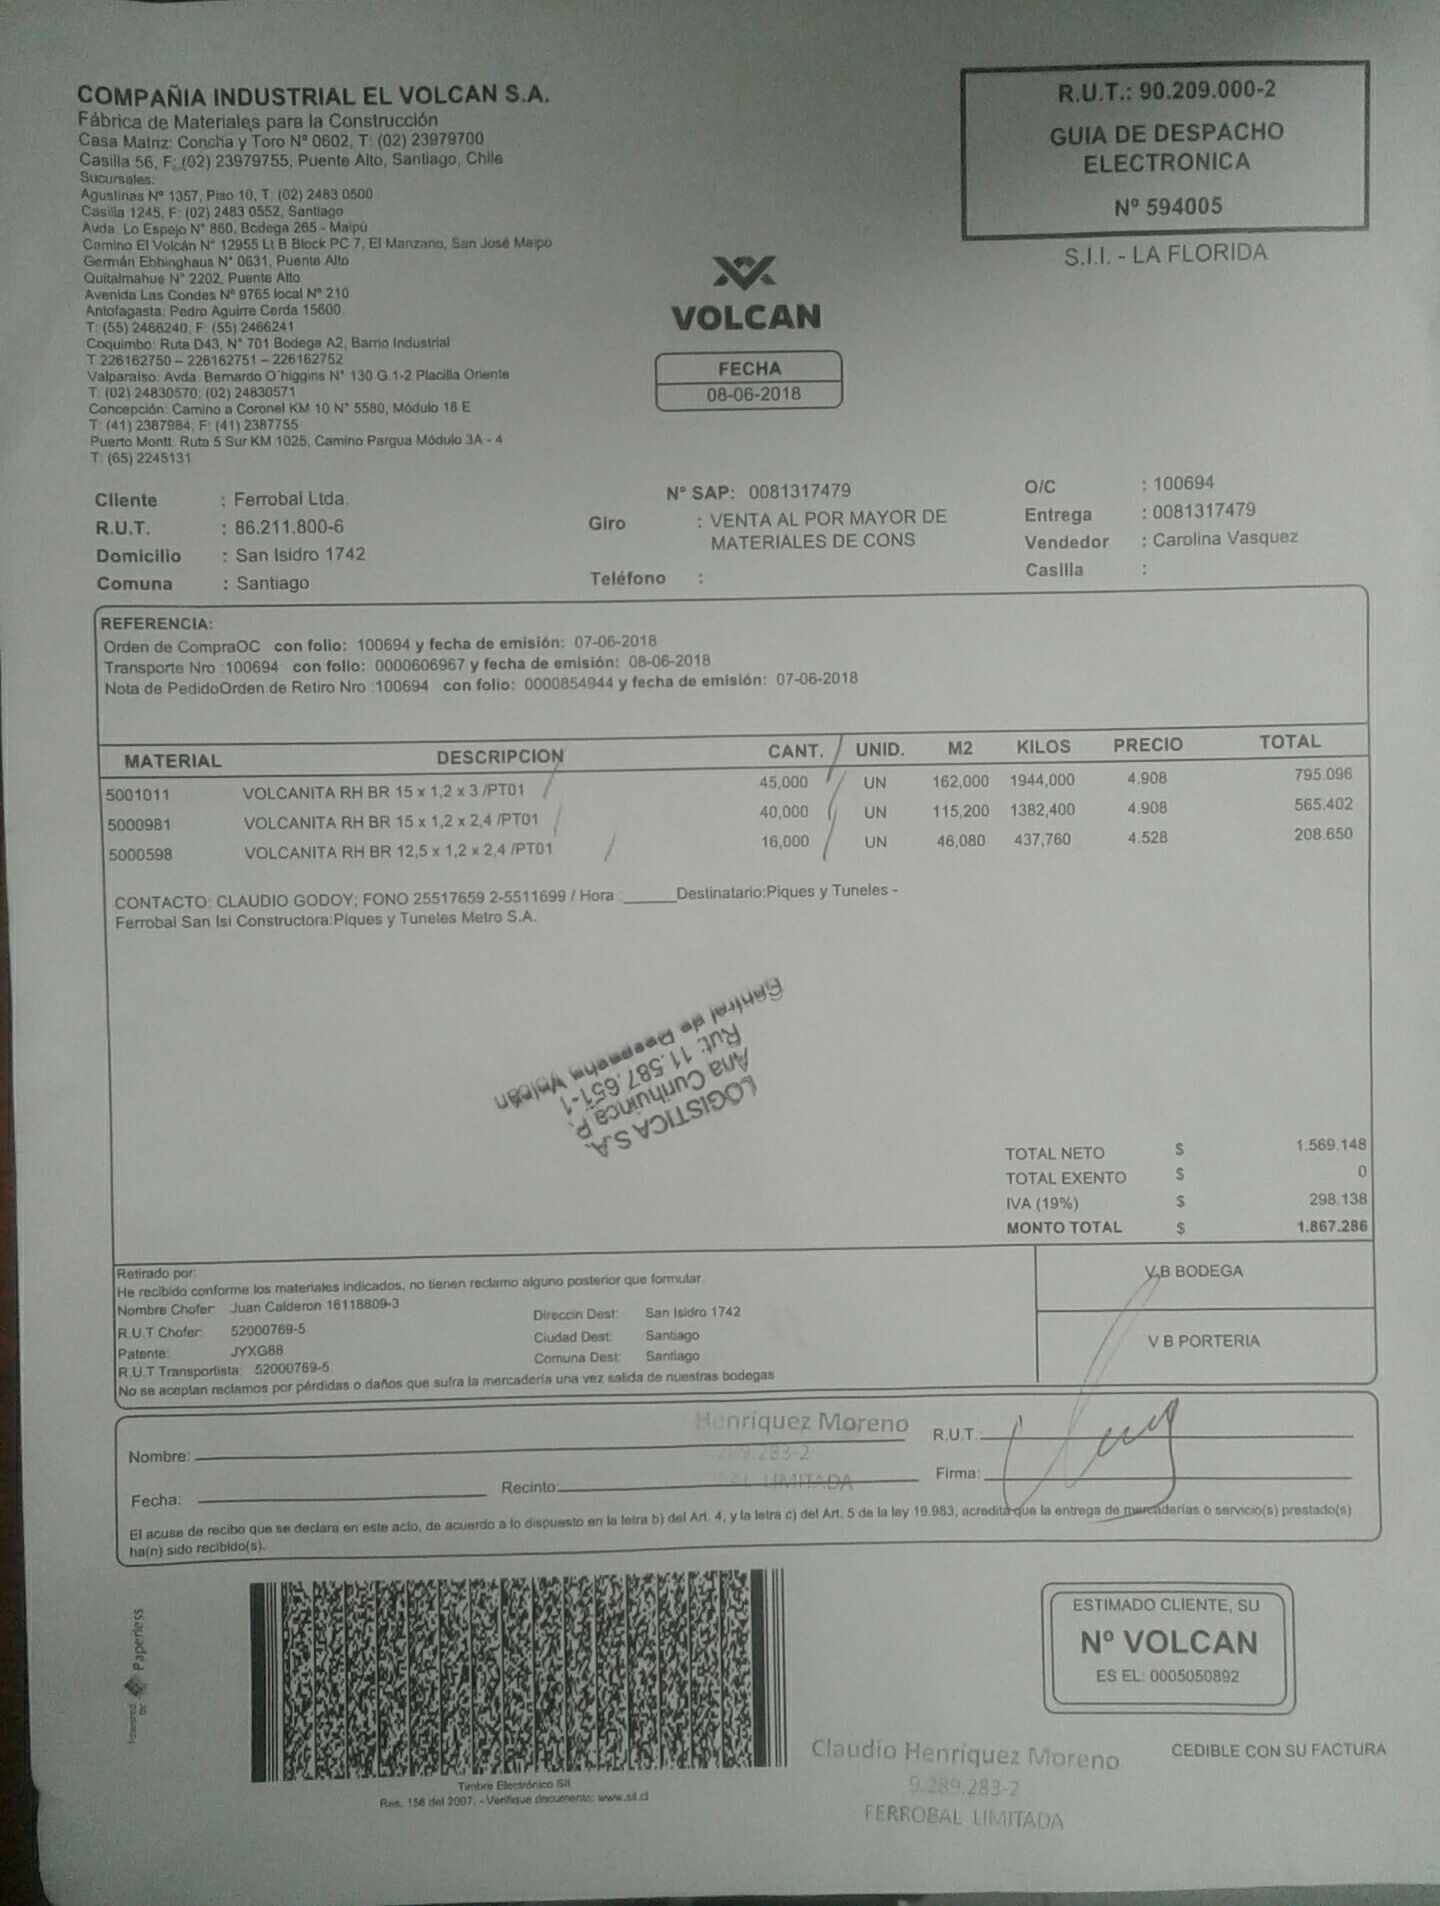 COMPAÑIA INDUSTRIAL EL VOLCAN S.A.
Fábrica de Materiales para la Construcción
Casa Matriz: Concha y Toro Nº 0602, T: (02) 23979700
Casilla 56, F: (02) 23979755, Puente Alto, Santiago, Chile
Sucursales:
Agustinas Nº 1357, Piso 10, T: (02) 2483 0500
Casilla 1245, F: (02) 2483 0552, Santiago
Avda. Lo Espejo N° 860, Bodega 265 - Maipú
Camino El Volcán N° 12955 Lt B Block PC 7, El Manzano, San José Maipo
Germán Ebbinghaus N° 0631, Puente Alto
Quitalmahue N° 2202, Puente Alto
Avenida Las Condes Nº 9765 local Nº 210
Antofagasta: Pedro Aguirre Cerda 15600
T: (55) 2466240, F: (55) 2466241
Coquimbo: Ruta D43, N° 701 Bodega A2, Barrio Industrial
T 226162750 – 226162751 – 226162752
Valparaíso: Avda. Bernardo O´higgins N° 130 G.1-2 Placilla Oriente
T: (02) 24830570; (02) 24830571
Concepción: Camino a Coronel KM 10 N° 5580, Módulo 18 E
T: (41) 2387984, F: (41) 2387755
Puerto Montt: Ruta 5 Sur KM 1025, Camino Pargua Módulo 3A - 4
T: (65) 2245131
R.U.T.: 90.209.000-2
GUIA DE DESPACHO
ELECTRONICA
Nº 594005
S.I.I. - LA FLORIDA
VOLCAN
FECHA
08-06-2018
Cliente : Ferrobal Ltda.
R.U.T. : 86.211.800-6
Domicilio : San Isidro 1742
Comuna : Santiago
N° SAP: 0081317479
Giro : VENTA AL POR MAYOR DE
MATERIALES DE CONS
Teléfono :
O/C : 100694
Entrega : 0081317479
Vendedor : Carolina Vasquez
Casilla :
REFERENCIA:
Orden de CompraOC con folio: 100694 y fecha de emisión: 07-06-2018
Transporte Nro :100694 con folio: 0000606967 y fecha de emisión: 08-06-2018
Nota de PedidoOrden de Retiro Nro :100694 con folio: 0000854944 y fecha de emisión: 07-06-2018
MATERIAL DESCRIPCION CANT. UNID. M2 KILOS PRECIO TOTAL
5001011 VOLCANITA RH BR 15 x 1,2 x 3 /PT01 45,000 UN 162,000 1944,000 4.908 795.096
5000981 VOLCANITA RH BR 15 x 1,2 x 2,4 /PT01 40,000 UN 115,200 1382,400 4.908 565.402
5000598 VOLCANITA RH BR 12,5 x 1,2 x 2,4 /PT01 16,000 UN 46,080 437,760 4.528 208.650
CONTACTO: CLAUDIO GODOY; FONO 25517659 2-5511699 / Hora :______Destinatario:Piques y Tuneles -
Ferrobal San Isi Constructora:Piques y Tuneles Metro S.A.
LOGISTICA S.A.
Ana Cunhuinca P.
Rut: 11.587.651-1
Central de Despacho Volcán
TOTAL NETO $ 1.569.148
TOTAL EXENTO $ 0
IVA (19%) $ 298.138
MONTO TOTAL $ 1.867.286
Retirado por:
He recibido conforme los materiales indicados, no tienen reclamo alguno posterior que formular.
Nombre Chofer: Juan Calderon 16118809-3
R.U.T Chofer: 52000769-5
Patente: JYXG88
R.U.T Transportista: 52000769-5
Direccin Dest: San Isidro 1742
Ciudad Dest: Santiago
Comuna Dest: Santiago
No se aceptan reclamos por pérdidas o daños que sufra la mercadería una vez salida de nuestras bodegas
V B BODEGA
V B PORTERIA
Henríquez Moreno
289.283-2
LIMITADA
Nombre:
R.U.T.:
Fecha:
Recinto:
Firma:
El acuse de recibo que se declara en este acto, de acuerdo a lo dispuesto en la letra b) del Art. 4, y la letra c) del Art. 5 de la ley 19.983, acredita que la entrega de mercaderías o servicio(s) prestado(s)
ha(n) sido recibido(s).
Powered by Paperless
Timbre Electrónico SII
Res. 158 del 2007, - Verifique documento: www.sii.cl
ESTIMADO CLIENTE, SU
Nº VOLCAN
ES EL: 0005050892
CEDIBLE CON SU FACTURA
Claudio Henríquez Moreno
9.289.283-2
FERROBAL LIMITADA